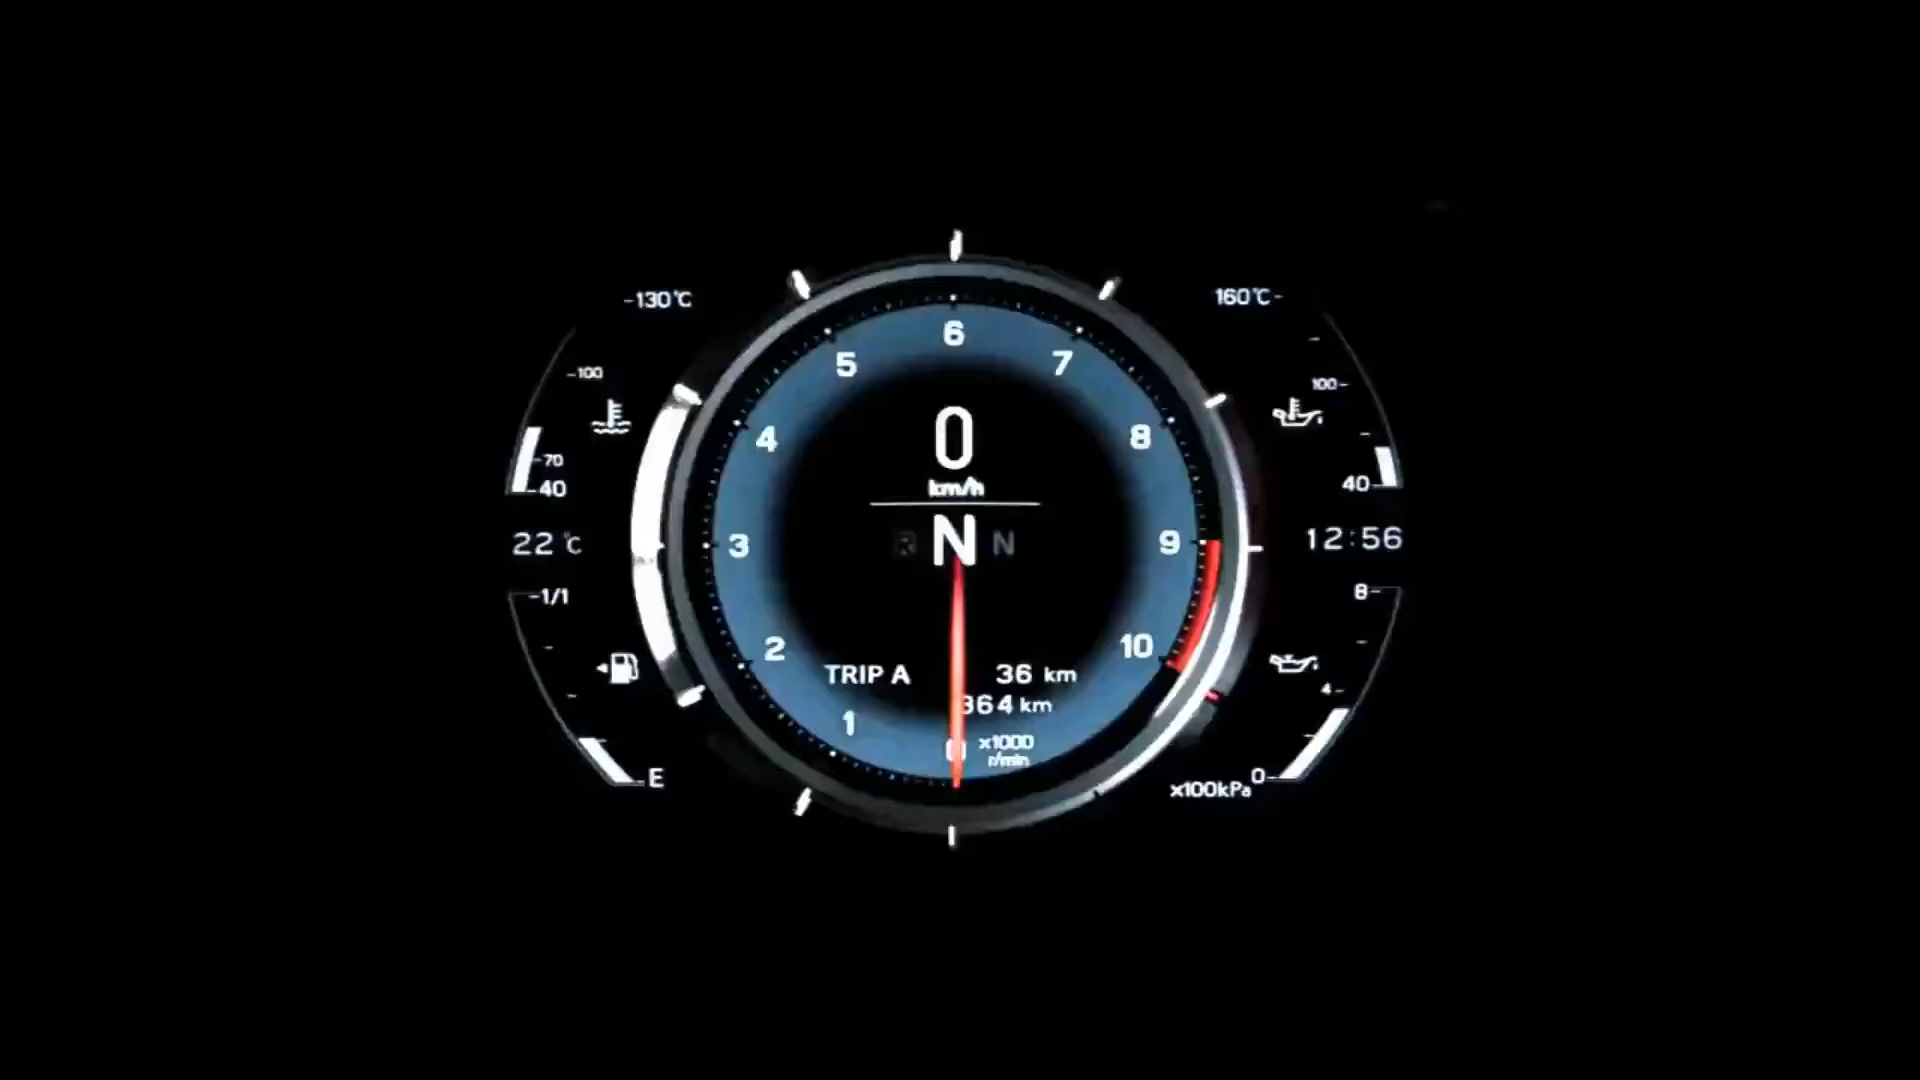 -130℃
-100
-70
-40
22℃
-1/1
E
6
5
7
4
8
3
9
2
10
1
0
km/h
N
R
N
TRIP A 36 km
364 km
x1000
r/min
160℃-
100-
40-
12:56
8-
4-
0-
x100kPa